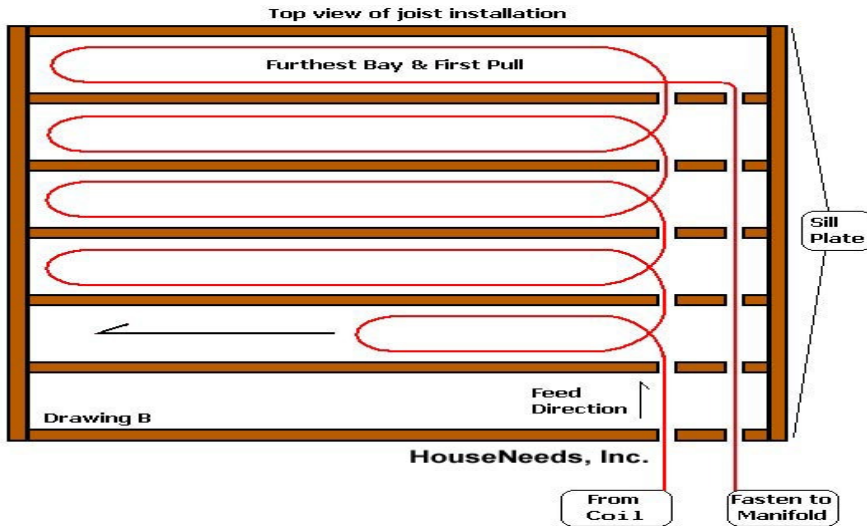 Top view of joist installation
Furthest Bay & First Pull
Sill
Plate
Feed
Direction
Drawing B
HouseNeeds, Inc.
From
Coil
Fasten to
Manifold